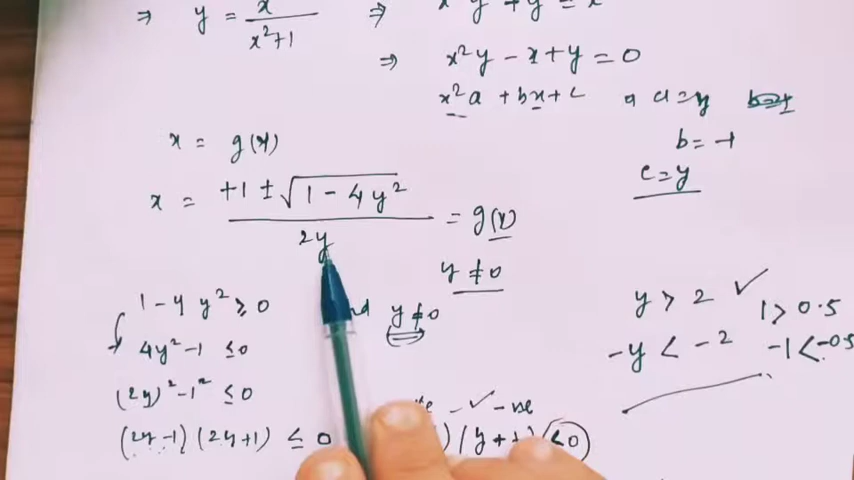 ⇒ y = x / x²+1 ⇒ x²y + y = x
⇒ x²y - x + y = 0
x²a + bx + c a = y
b = -1
c = y
x = g(y)
x = +1 ± √1 - 4y² / 2y = g(y)
y ≠ 0
1 - 4y² ≥ 0 y ≠ 0
4y² - 1 ≤ 0
(2y)² - 1² ≤ 0
(2y-1)(2y+1) ≤ 0
y > 2 ✓ 1 > 0.5
-y < -2 -1 < -0.5
✓ -ve